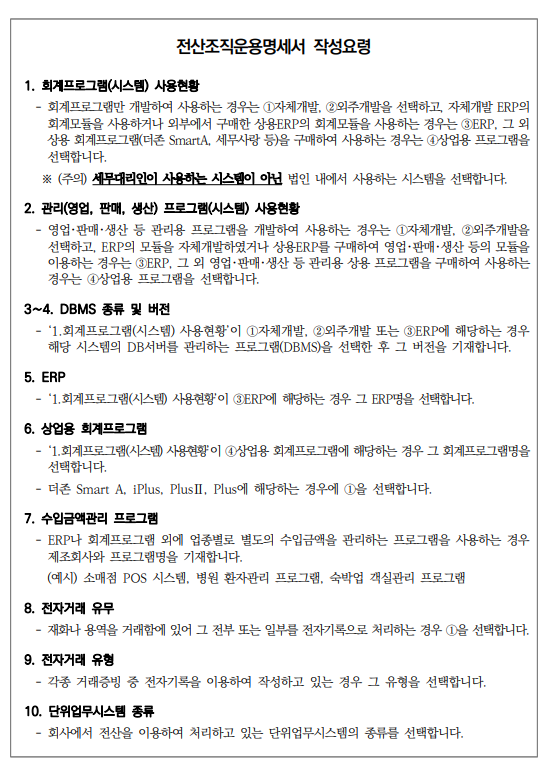 전산조직운용명세서 작성요령
1. 회계프로그램(시스템) 사용현황
- 회계프로그램만 개발하여 사용하는 경우는 ①자체개발, ②외주개발을 선택하고, 자체개발 ERP의
회계모듈을 사용하거나 외부에서 구매한 상용ERP의 회계모듈을 사용하는 경우는 ③ERP, 그 외
상용 회계프로그램(더존 SmartA, 세무사랑 등)을 구매하여 사용하는 경우는 ④상업용 프로그램을
선택합니다.
※ (주의) 세무대리인이 사용하는 시스템이 아닌 법인 내에서 사용하는 시스템을 선택합니다.
2. 관리(영업, 판매, 생산) 프로그램(시스템) 사용현황
- 영업·판매·생산 등 관리용 프로그램을 개발하여 사용하는 경우는 ①자체개발, ②외주개발을
선택하고, ERP의 모듈을 자체개발하였거나 상용ERP를 구매하여 영업·판매·생산 등의 모듈을
이용하는 경우는 ③ERP, 그 외 영업·판매·생산 등 관리용 상용 프로그램을 구매하여 사용하는
경우는 ④상업용 프로그램을 선택합니다.
3~4. DBMS 종류 및 버전
- ‘1.회계프로그램(시스템) 사용현황’이 ①자체개발, ②외주개발 또는 ③ERP에 해당하는 경우
해당 시스템의 DB서버를 관리하는 프로그램(DBMS)을 선택한 후 그 버전을 기재합니다.
5. ERP
- ‘1.회계프로그램(시스템) 사용현황’이 ③ERP에 해당하는 경우 그 ERP명을 선택합니다.
6. 상업용 회계프로그램
- ‘1.회계프로그램(시스템) 사용현황’이 ④상업용 회계프로그램에 해당하는 경우 그 회계프로그램명을
선택합니다.
- 더존 Smart A, iPlus, PlusⅡ, Plus에 해당하는 경우에 ①을 선택합니다.
7. 수입금액관리 프로그램
- ERP나 회계프로그램 외에 업종별로 별도의 수입금액을 관리하는 프로그램을 사용하는 경우
제조회사와 프로그램명을 기재합니다.
(예시) 소매점 POS 시스템, 병원 환자관리 프로그램, 숙박업 객실관리 프로그램
8. 전자거래 유무
- 재화나 용역을 거래함에 있어 그 전부 또는 일부를 전자기록으로 처리하는 경우 ①을 선택합니다.
9. 전자거래 유형
- 각종 거래증빙 중 전자기록을 이용하여 작성하고 있는 경우 그 유형을 선택합니다.
10. 단위업무시스템 종류
- 회사에서 전산을 이용하여 처리하고 있는 단위업무시스템의 종류를 선택합니다.